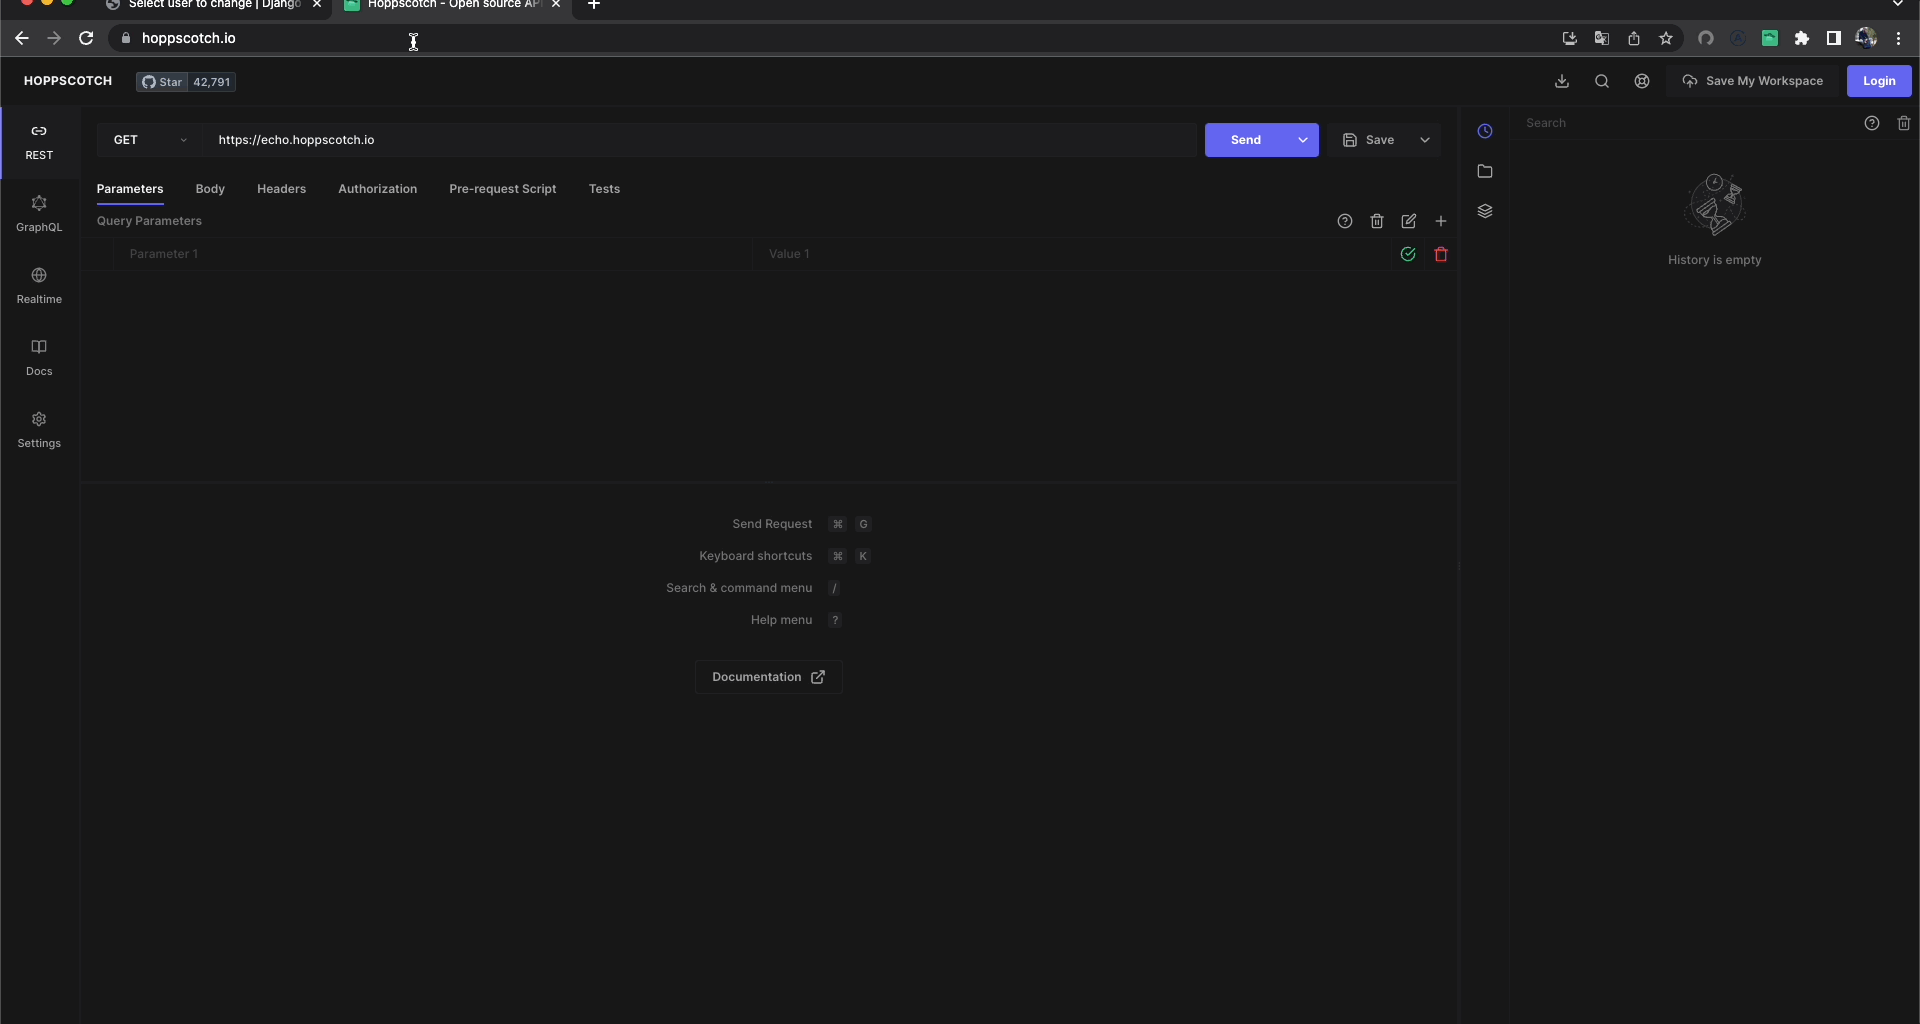 Select user to change | Django
Hoppscotch - Open source API
hoppscotch.io
HOPPSCOTCH
Star 42,791
Save My Workspace
Login
REST
GraphQL
Realtime
Docs
Settings
GET
https://echo.hoppscotch.io
Send
Save
Parameters Body Headers Authorization Pre-request Script Tests
Query Parameters
Parameter 1 Value 1
Send Request ⌘ G
Keyboard shortcuts ⌘ K
Search & command menu /
Help menu ?
Documentation
Search
History is empty